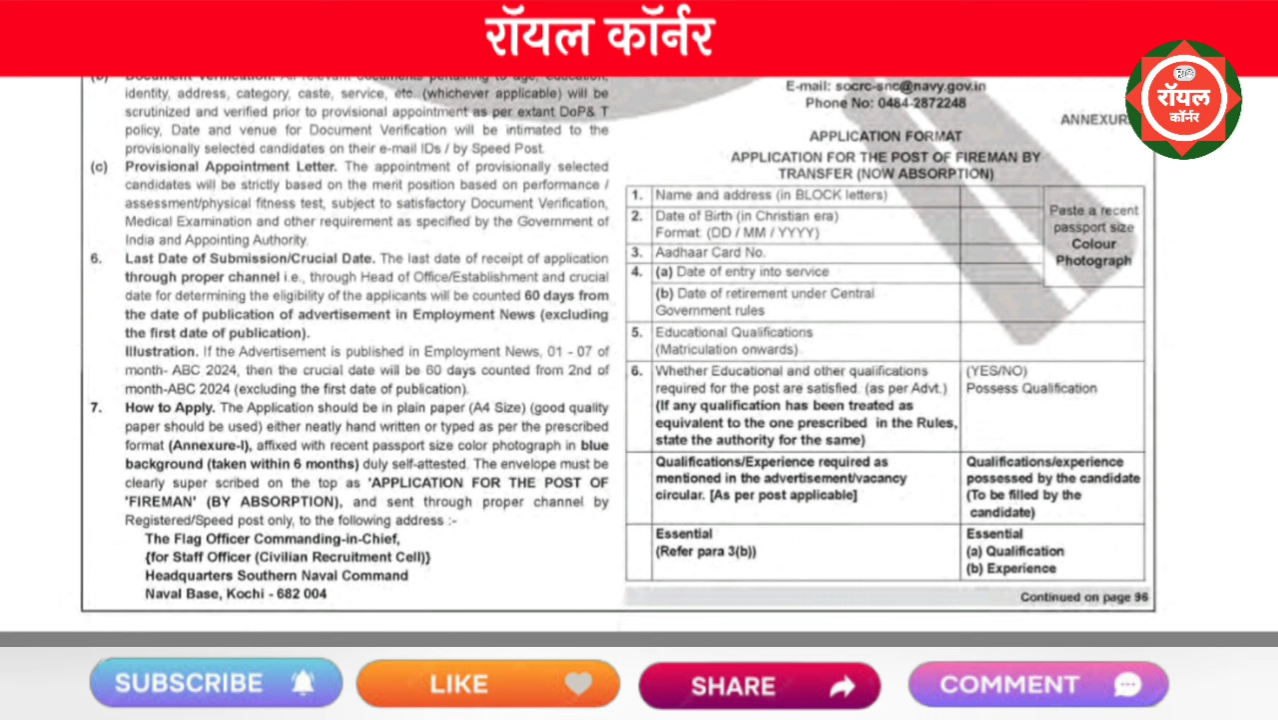 रॉयल कॉर्नर
रॉयल
कॉर्नर
(b) Document Verification. All relevant documents pertaining to age, education,
identity, address, category, caste, service, etc. (whichever applicable) will be
scrutinized and verified prior to provisional appointment as per extant DoP& T
policy, Date and venue for Document Verification will be intimated to the
provisionally selected candidates on their e-mail IDs / by Speed Post.
(c) Provisional Appointment Letter. The appointment of provisionally selected
candidates will be strictly based on the merit position based on performance /
assessment/physical fitness test, subject to satisfactory Document Verification,
Medical Examination and other requirement as specified by the Government of
India and Appointing Authority.
6. Last Date of Submission/Crucial Date. The last date of receipt of application
through proper channel i.e., through Head of Office/Establishment and crucial
date for determining the eligibility of the applicants will be counted 60 days from
the date of publication of advertisement in Employment News (excluding
the first date of publication).
Illustration. If the Advertisement is published in Employment News, 01 - 07 of
month- ABC 2024, then the crucial date will be 60 days counted from 2nd of
month-ABC 2024 (excluding the first date of publication).
7. How to Apply. The Application should be in plain paper (A4 Size) (good quality
paper should be used) either neatly hand written or typed as per the prescribed
format (Annexure-I), affixed with recent passport size color photograph in blue
background (taken within 6 months) duly self-attested. The envelope must be
clearly super scribed on the top as 'APPLICATION FOR THE POST OF
'FIREMAN' (BY ABSORPTION), and sent through proper channel by
Registered/Speed post only, to the following address :-
The Flag Officer Commanding-in-Chief,
{for Staff Officer (Civilian Recruitment Cell)}
Headquarters Southern Naval Command
Naval Base, Kochi - 682 004
E-mail: socrc-snc@navy.gov.in
Phone No: 0484-2872248
ANNEXUR
APPLICATION FORMAT
APPLICATION FOR THE POST OF FIREMAN BY
TRANSFER (NOW ABSORPTION)
1. Name and address (in BLOCK letters)
2. Date of Birth (in Christian era)
Format: (DD / MM / YYYY)
3. Aadhaar Card No.
4. (a) Date of entry into service
(b) Date of retirement under Central
Government rules
Paste a recent
passport size
Colour
Photograph
5. Educational Qualifications
(Matriculation onwards)
6. Whether Educational and other qualifications
required for the post are satisfied. (as per Advt.)
(If any qualification has been treated as
equivalent to the one prescribed in the Rules,
state the authority for the same)
(YES/NO)
Possess Qualification
Qualifications/Experience required as
mentioned in the advertisement/vacancy
circular. [As per post applicable]
Qualifications/experience
possessed by the candidate
(To be filled by the
candidate)
Essential
(Refer para 3(b))
Essential
(a) Qualification
(b) Experience
Continued on page 96
SUBSCRIBE
LIKE
SHARE
COMMENT